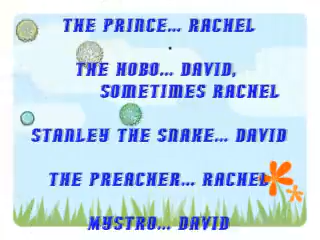 THE PRINCE... RACHEL
.
THE HOBO... DAVID,
SOMETIMES RACHEL
STANLEY THE SNAKE... DAVID
THE PREACHER... RACHEL
MYSTRO... DAVID